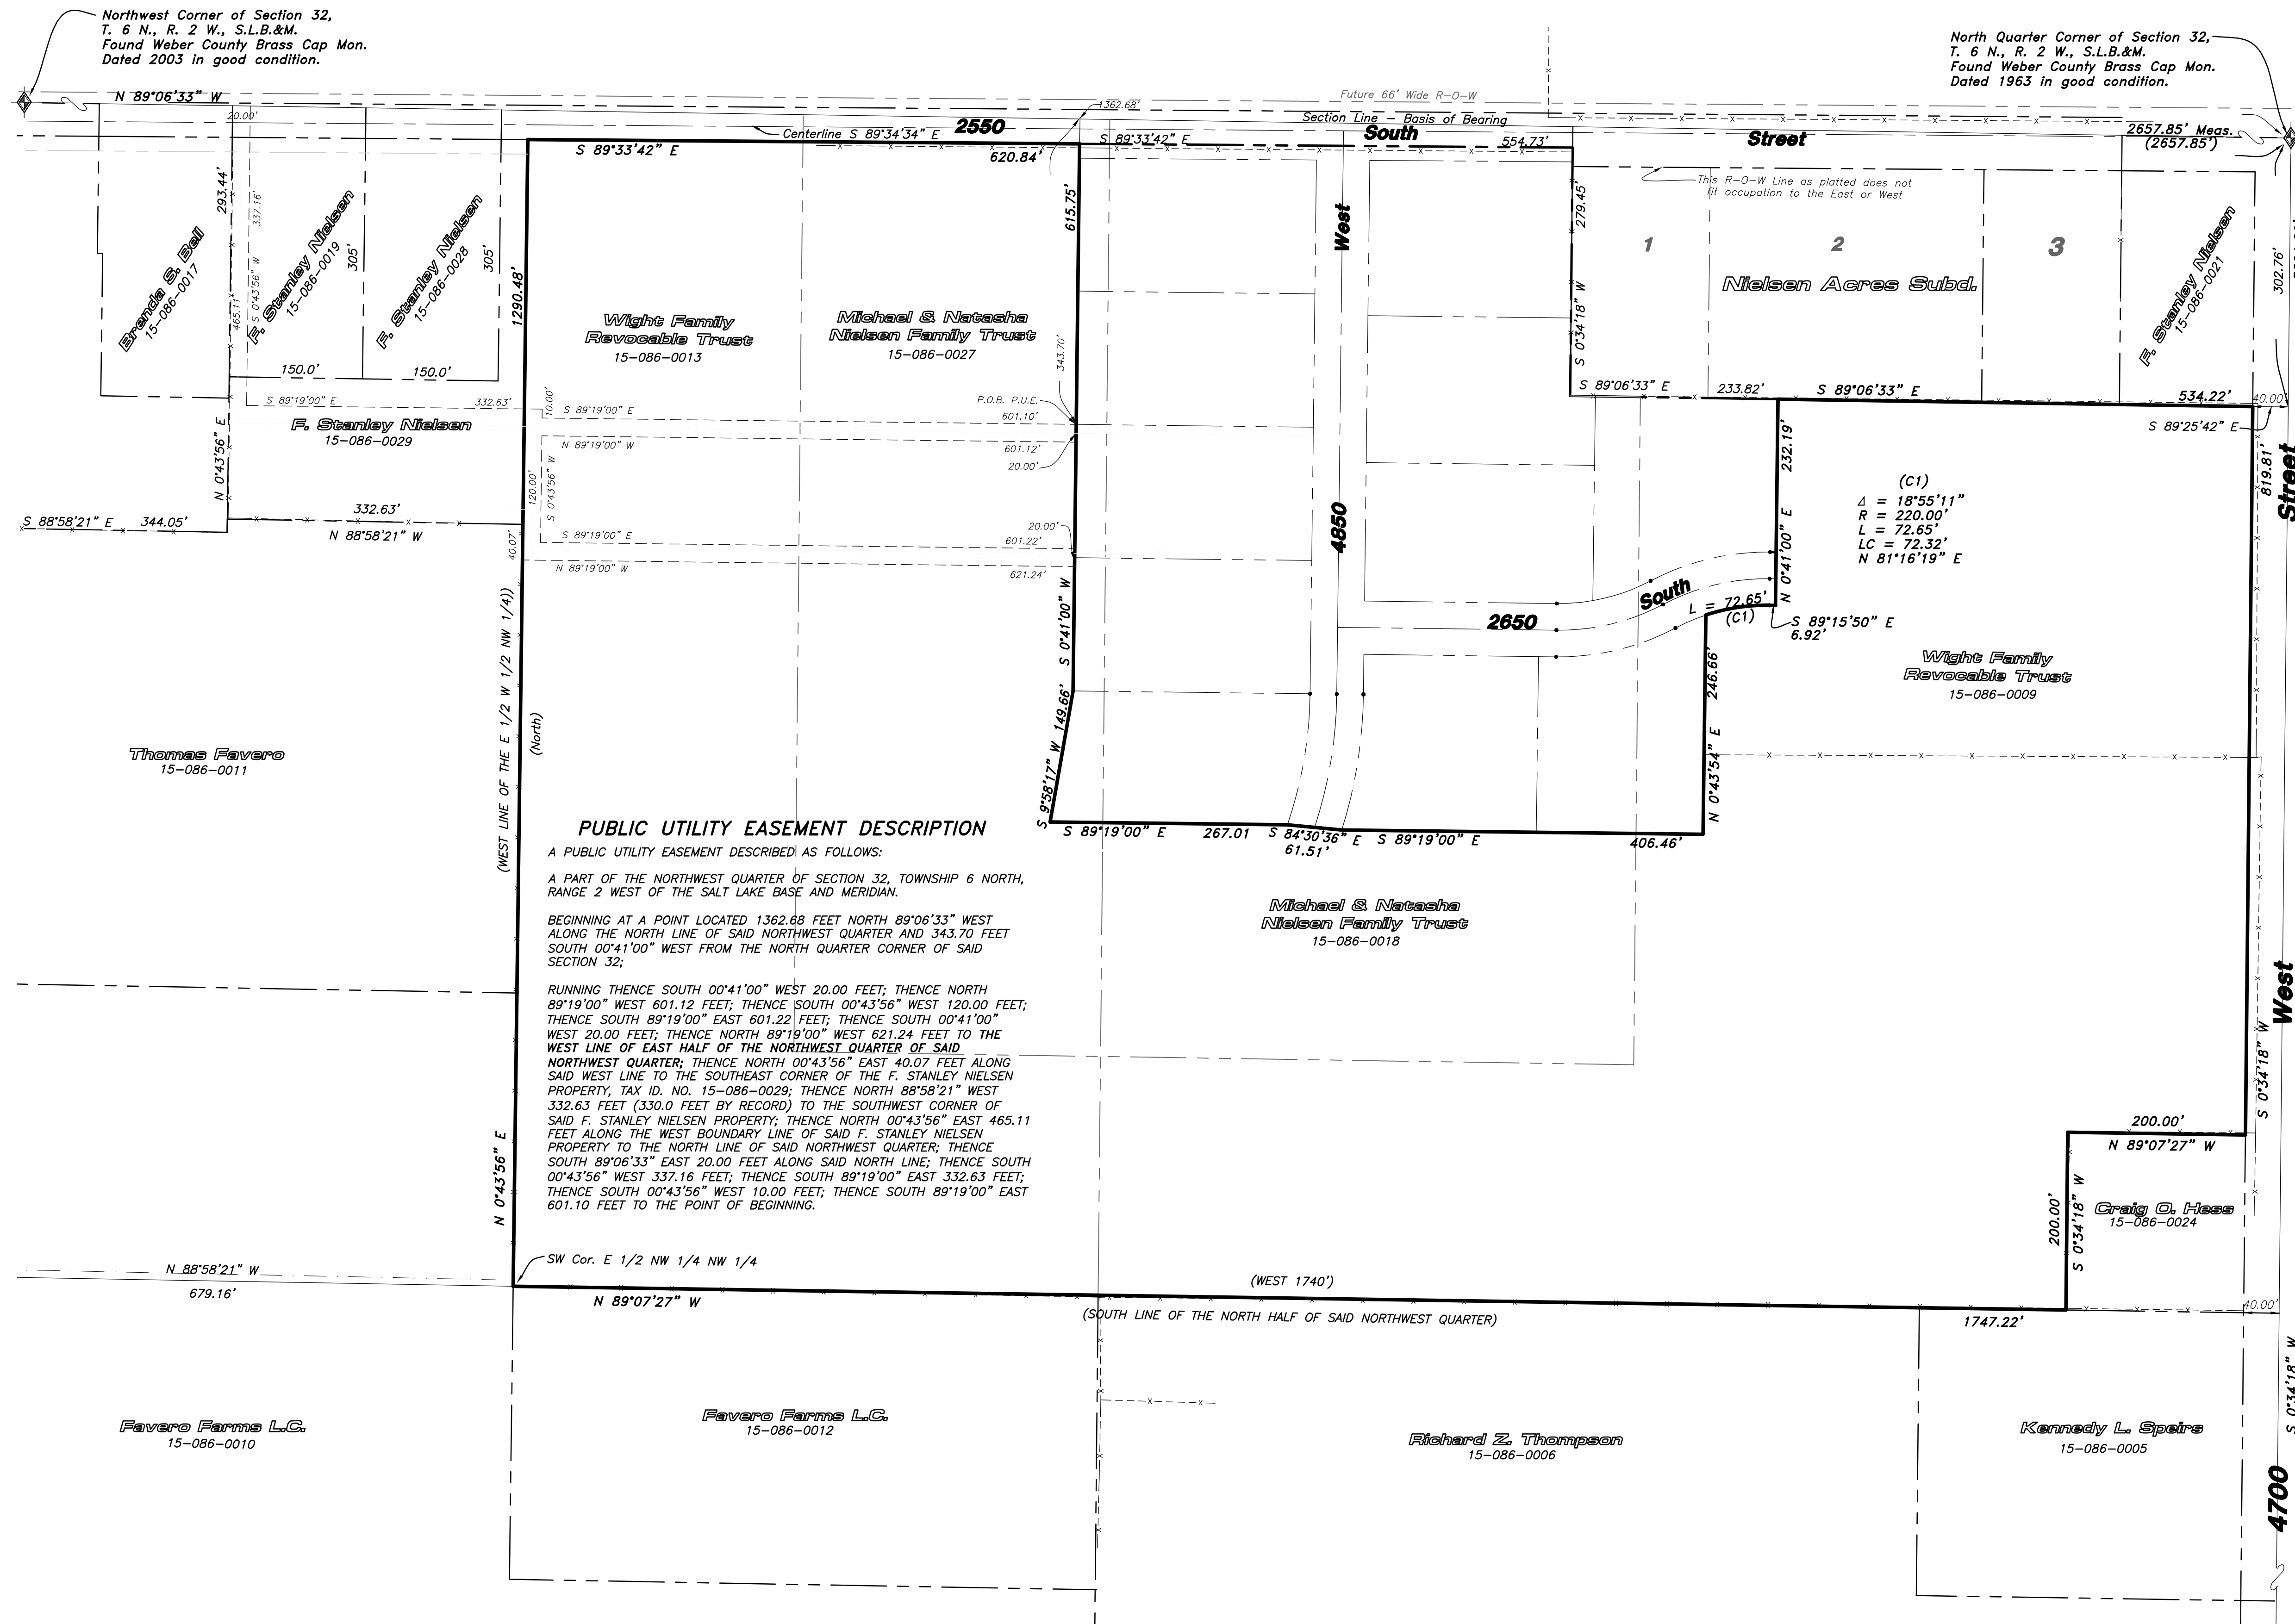 Northwest Corner of Section 32,
T. 6 N., R. 2 W., S.L.B.&M.
Found Weber County Brass Cap Mon.
Dated 2003 in good condition.
North Quarter Corner of Section 32,
T. 6 N., R. 2 W., S.L.B.&M.
Found Weber County Brass Cap Mon.
Dated 1963 in good condition.
N 89°06'33" W
20.00'
1362.68'
Future 66' Wide R-O-W
Section Line - Basis of Bearing
Centerline S 89°34'34" E
2550
South
Street
2657.85' Meas.
(2657.85')
S 89°33'42" E
620.84'
S 89°33'42" E
554.73'
This R-O-W Line as platted does not
fit occupation to the East or West
293.44'
337.16'
S 0°43'56" W
465.11'
305'
305'
1290.48'
615.75'
343.70'
West
279.45'
S 0°34'18" W
1
2
3
Nielsen Acres Subd.
302.76'
Brenda S. Bell
15-086-0017
F. Stanley Nielsen
15-086-0019
F. Stanley Nielsen
15-086-0028
F. Stanley Nielsen
15-086-0021
Wight Family
Revocable Trust
15-086-0013
Michael & Natasha
Nielsen Family Trust
15-086-0027
150.0'
150.0'
S 89°06'33" E
233.82'
S 89°06'33" E
534.22'
40.00'
S 89°25'42" E
S 89°19'00" E
332.63'
10.00'
S 89°19'00" E
P.O.B. P.U.E.
601.10'
F. Stanley Nielsen
15-086-0029
N 0°43'56" E
N 89°19'00" W
601.12'
20.00'
120.00'
S 0°43'56" W
232.19'
N 0°41'00" E
(C1)
Δ = 18°55'11"
R = 220.00'
L = 72.65'
LC = 72.32'
N 81°16'19" E
819.81'
Street
S 88°58'21" E
344.05'
332.63'
N 88°58'21" W
40.07'
S 89°19'00" E
20.00'
601.22'
N 89°19'00" W
621.24'
4850
S 0°41'00" W
2650
South
L = 72.65'
(C1)
S 89°15'50" E
6.92'
246.66'
N 0°43'54" E
Wight Family
Revocable Trust
15-086-0009
(WEST LINE OF THE E 1/2 W 1/2 NW 1/4))
(North)
Thomas Favero
15-086-0011
149.66'
S 9°58'17" W
S 89°19'00" E
267.01
S 84°30'36" E
61.51'
S 89°19'00" E
406.46'
Michael & Natasha
Nielsen Family Trust
15-086-0018
PUBLIC UTILITY EASEMENT DESCRIPTION
A PUBLIC UTILITY EASEMENT DESCRIBED AS FOLLOWS:
A PART OF THE NORTHWEST QUARTER OF SECTION 32, TOWNSHIP 6 NORTH,
RANGE 2 WEST OF THE SALT LAKE BASE AND MERIDIAN.
BEGINNING AT A POINT LOCATED 1362.68 FEET NORTH 89°06'33" WEST
ALONG THE NORTH LINE OF SAID NORTHWEST QUARTER AND 343.70 FEET
SOUTH 00°41'00" WEST FROM THE NORTH QUARTER CORNER OF SAID
SECTION 32;
RUNNING THENCE SOUTH 00°41'00" WEST 20.00 FEET; THENCE NORTH
89°19'00" WEST 601.12 FEET; THENCE SOUTH 00°43'56" WEST 120.00 FEET;
THENCE SOUTH 89°19'00" EAST 601.22 FEET; THENCE SOUTH 00°41'00"
WEST 20.00 FEET; THENCE NORTH 89°19'00" WEST 621.24 FEET TO THE
WEST LINE OF EAST HALF OF THE NORTHWEST QUARTER OF SAID
NORTHWEST QUARTER; THENCE NORTH 00°43'56" EAST 40.07 FEET ALONG
SAID WEST LINE TO THE SOUTHEAST CORNER OF THE F. STANLEY NIELSEN
PROPERTY, TAX ID. NO. 15-086-0029; THENCE NORTH 88°58'21" WEST
332.63 FEET (330.0 FEET BY RECORD) TO THE SOUTHWEST CORNER OF
SAID F. STANLEY NIELSEN PROPERTY; THENCE NORTH 00°43'56" EAST 465.11
FEET ALONG THE WEST BOUNDARY LINE OF SAID F. STANLEY NIELSEN
PROPERTY TO THE NORTH LINE OF SAID NORTHWEST QUARTER; THENCE
SOUTH 89°06'33" EAST 20.00 FEET ALONG SAID NORTH LINE; THENCE SOUTH
00°43'56" WEST 337.16 FEET; THENCE SOUTH 89°19'00" EAST 332.63 FEET;
THENCE SOUTH 00°43'56" WEST 10.00 FEET; THENCE SOUTH 89°19'00" EAST
601.10 FEET TO THE POINT OF BEGINNING.
N 0°43'56" E
West
S 0°34'18" W
200.00'
N 89°07'27" W
200.00'
S 0°34'18" W
Craig O. Hess
15-086-0024
SW Cor. E 1/2 NW 1/4 NW 1/4
N 88°58'21" W
679.16'
N 89°07'27" W
(WEST 1740')
(SOUTH LINE OF THE NORTH HALF OF SAID NORTHWEST QUARTER)
1747.22'
40.00'
S 0°34'18" W
Favero Farms L.C.
15-086-0010
Favero Farms L.C.
15-086-0012
Richard Z. Thompson
15-086-0006
Kennedy L. Speirs
15-086-0005
4700